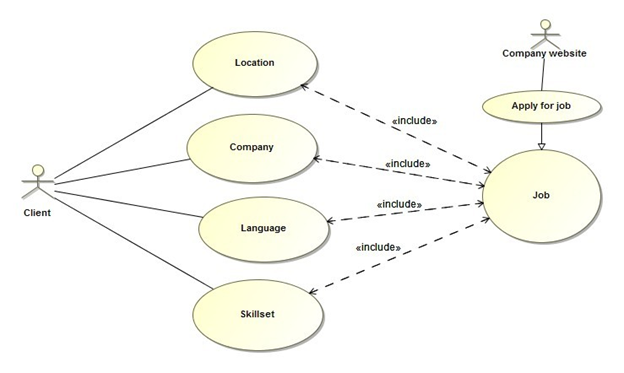 Location
Company website
Apply for job
«include»
Company
«include»
Client
Job
Language
«include»
«include»
Skillset